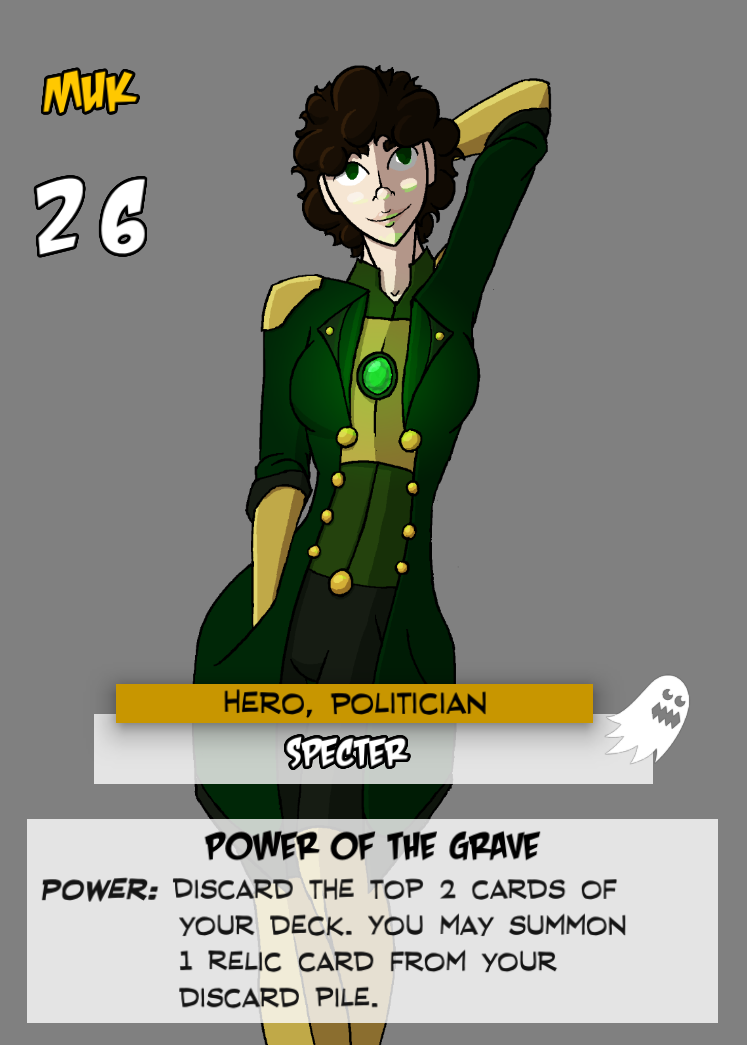 MUK
26
HERO, POLITICIAN
SPECTER
POWER OF THE GRAVE
POWER: DISCARD THE TOP 2 CARDS OF
YOUR DECK. YOU MAY SUMMON
1 RELIC CARD FROM YOUR
DISCARD PILE.